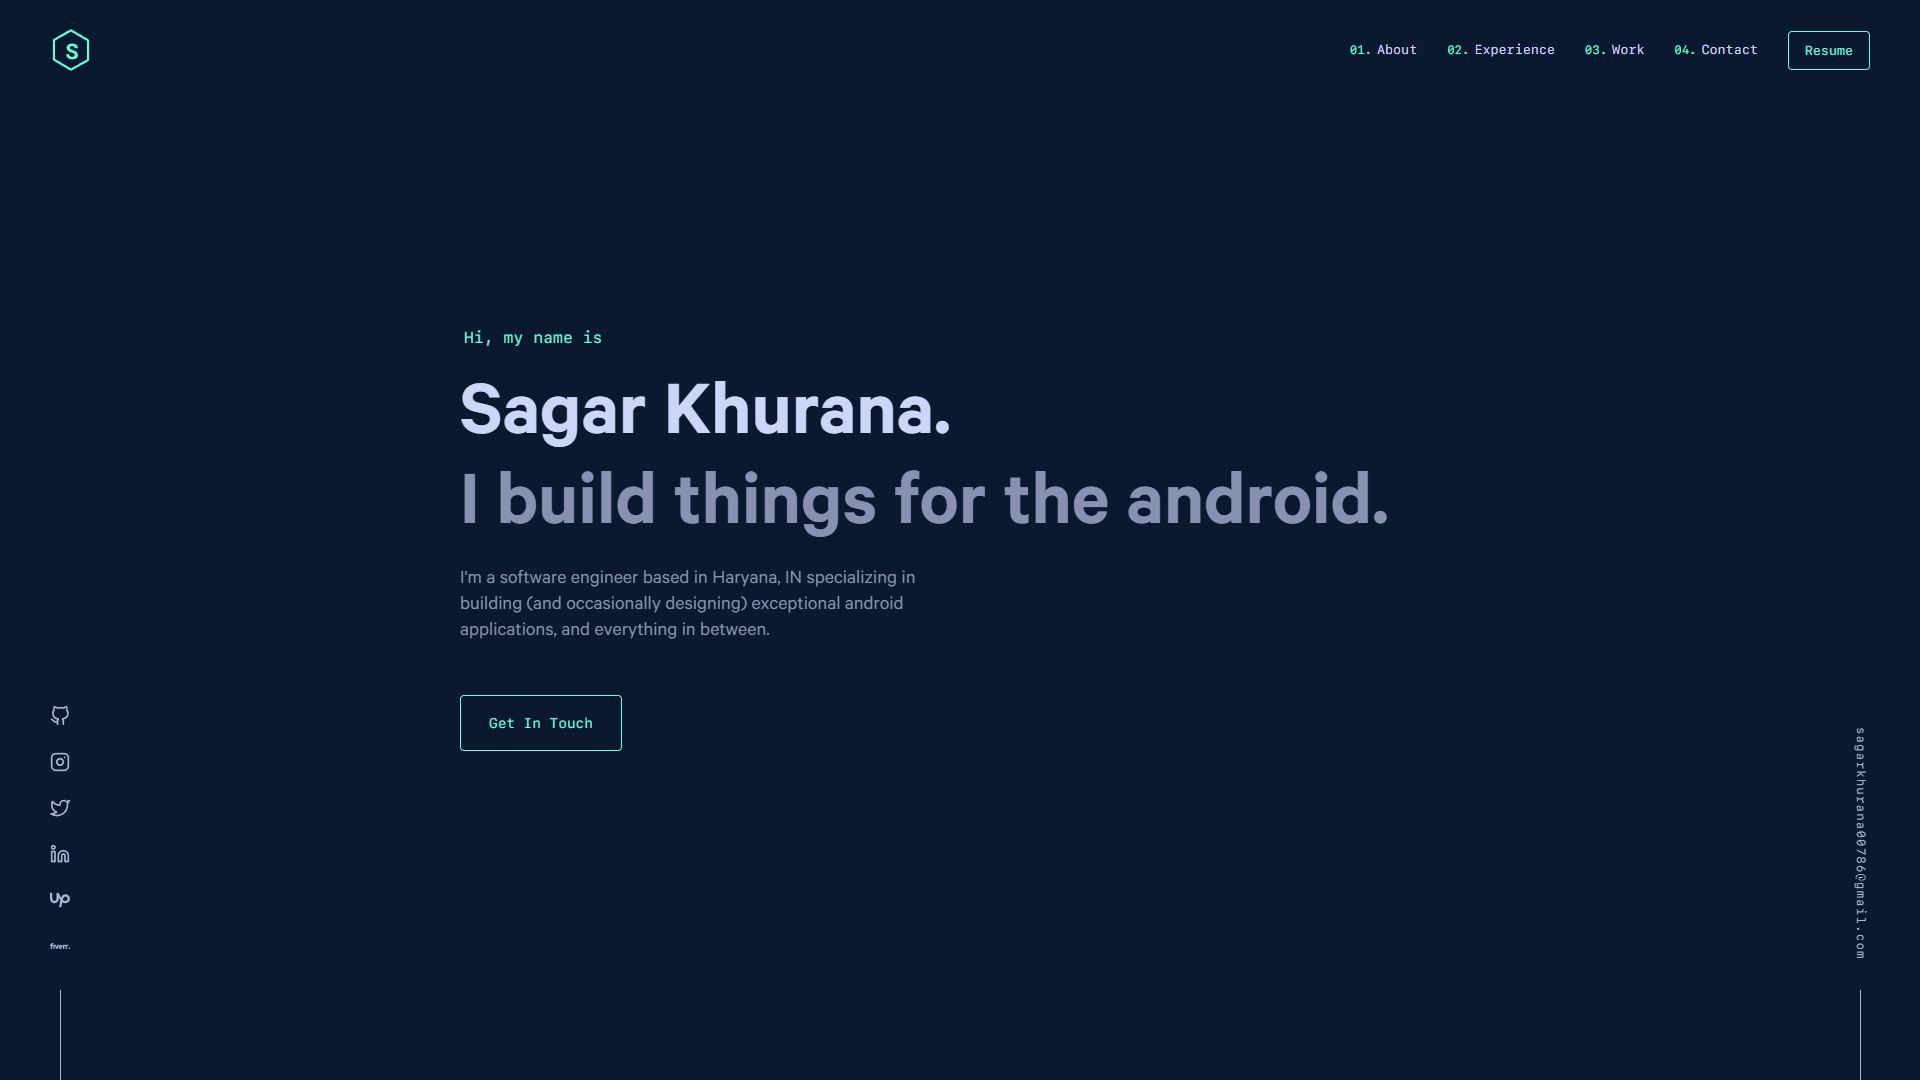 S
01. About
02. Experience
03. Work
04. Contact
Resume
Hi, my name is
Sagar Khurana.
I build things for the android.
I'm a software engineer based in Haryana, IN specializing in
building (and occasionally designing) exceptional android
applications, and everything in between.
Get In Touch
in
up
fiverr.
sagarkhurana00786@gmail.com